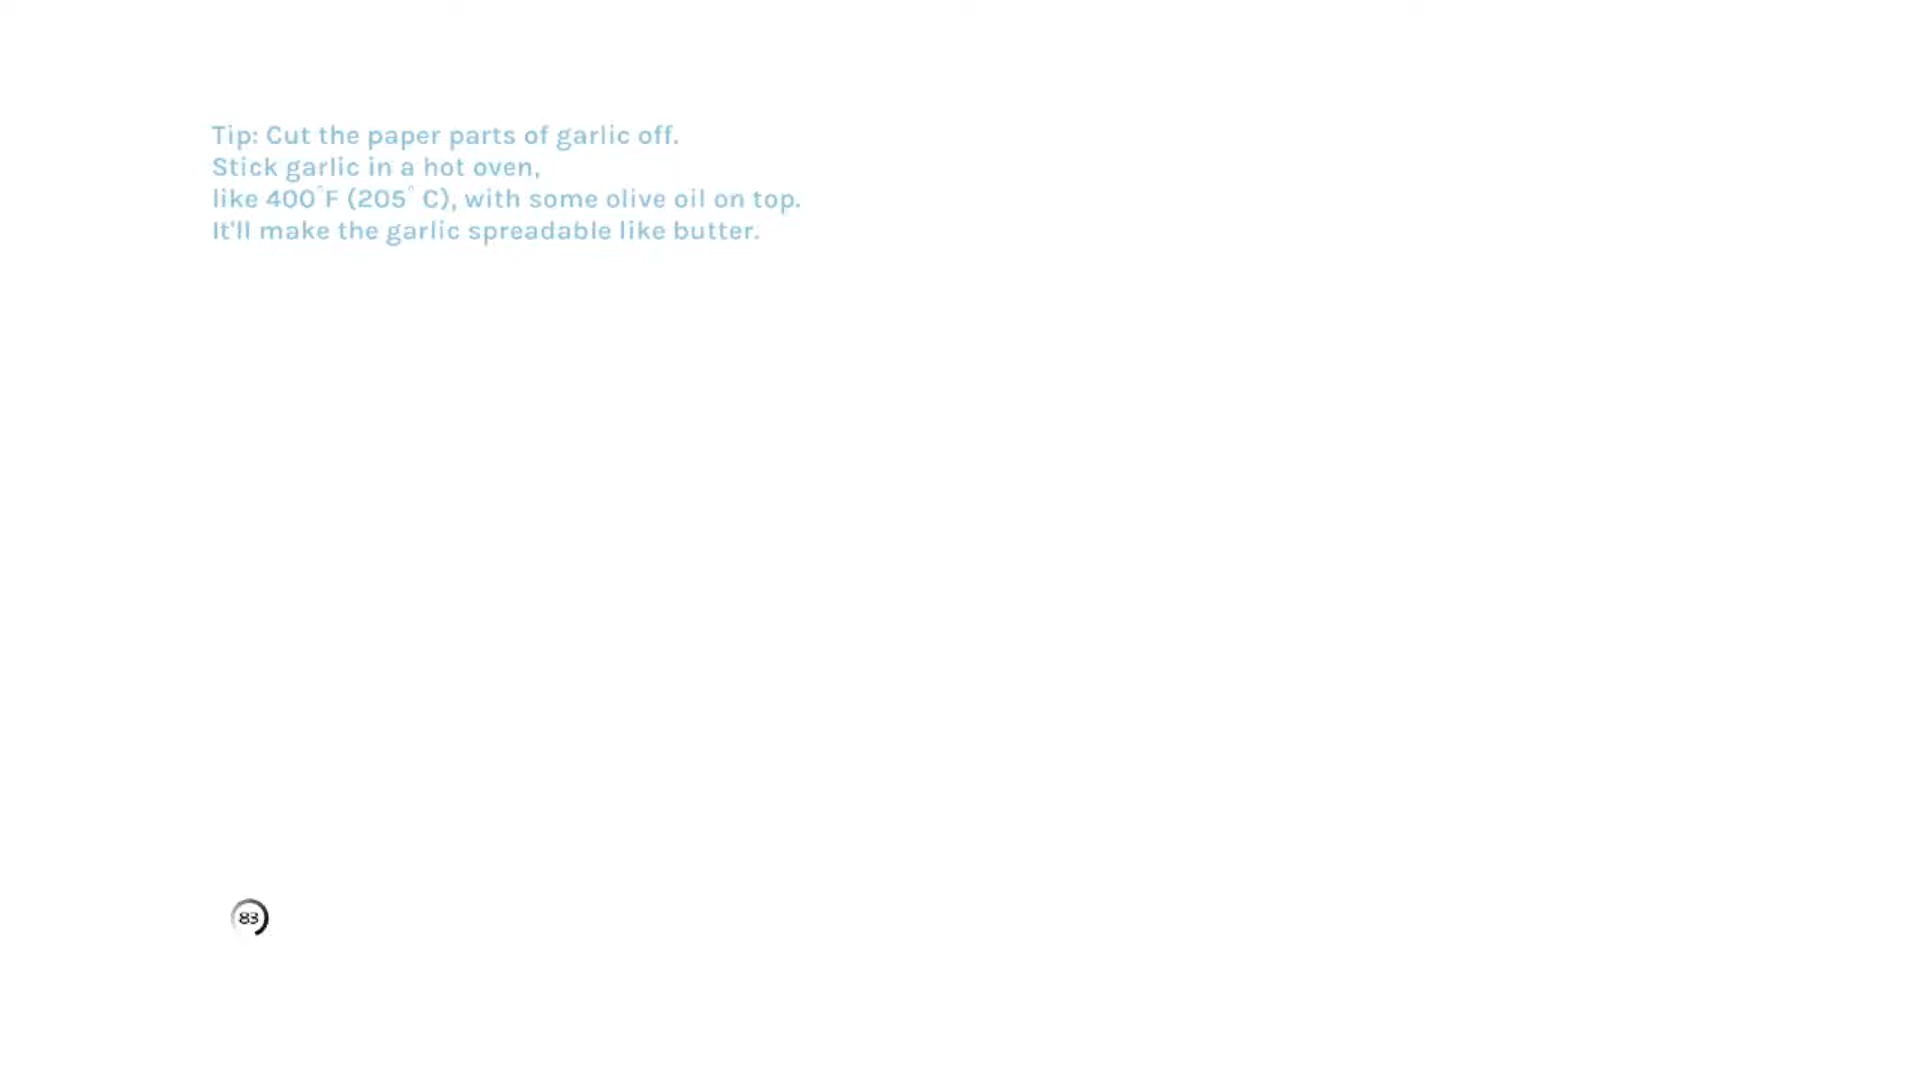 Tip: Cut the paper parts of garlic off.
Stick garlic in a hot oven,
like 400°F (205° C), with some olive oil on top.
It'll make the garlic spreadable like butter.
83